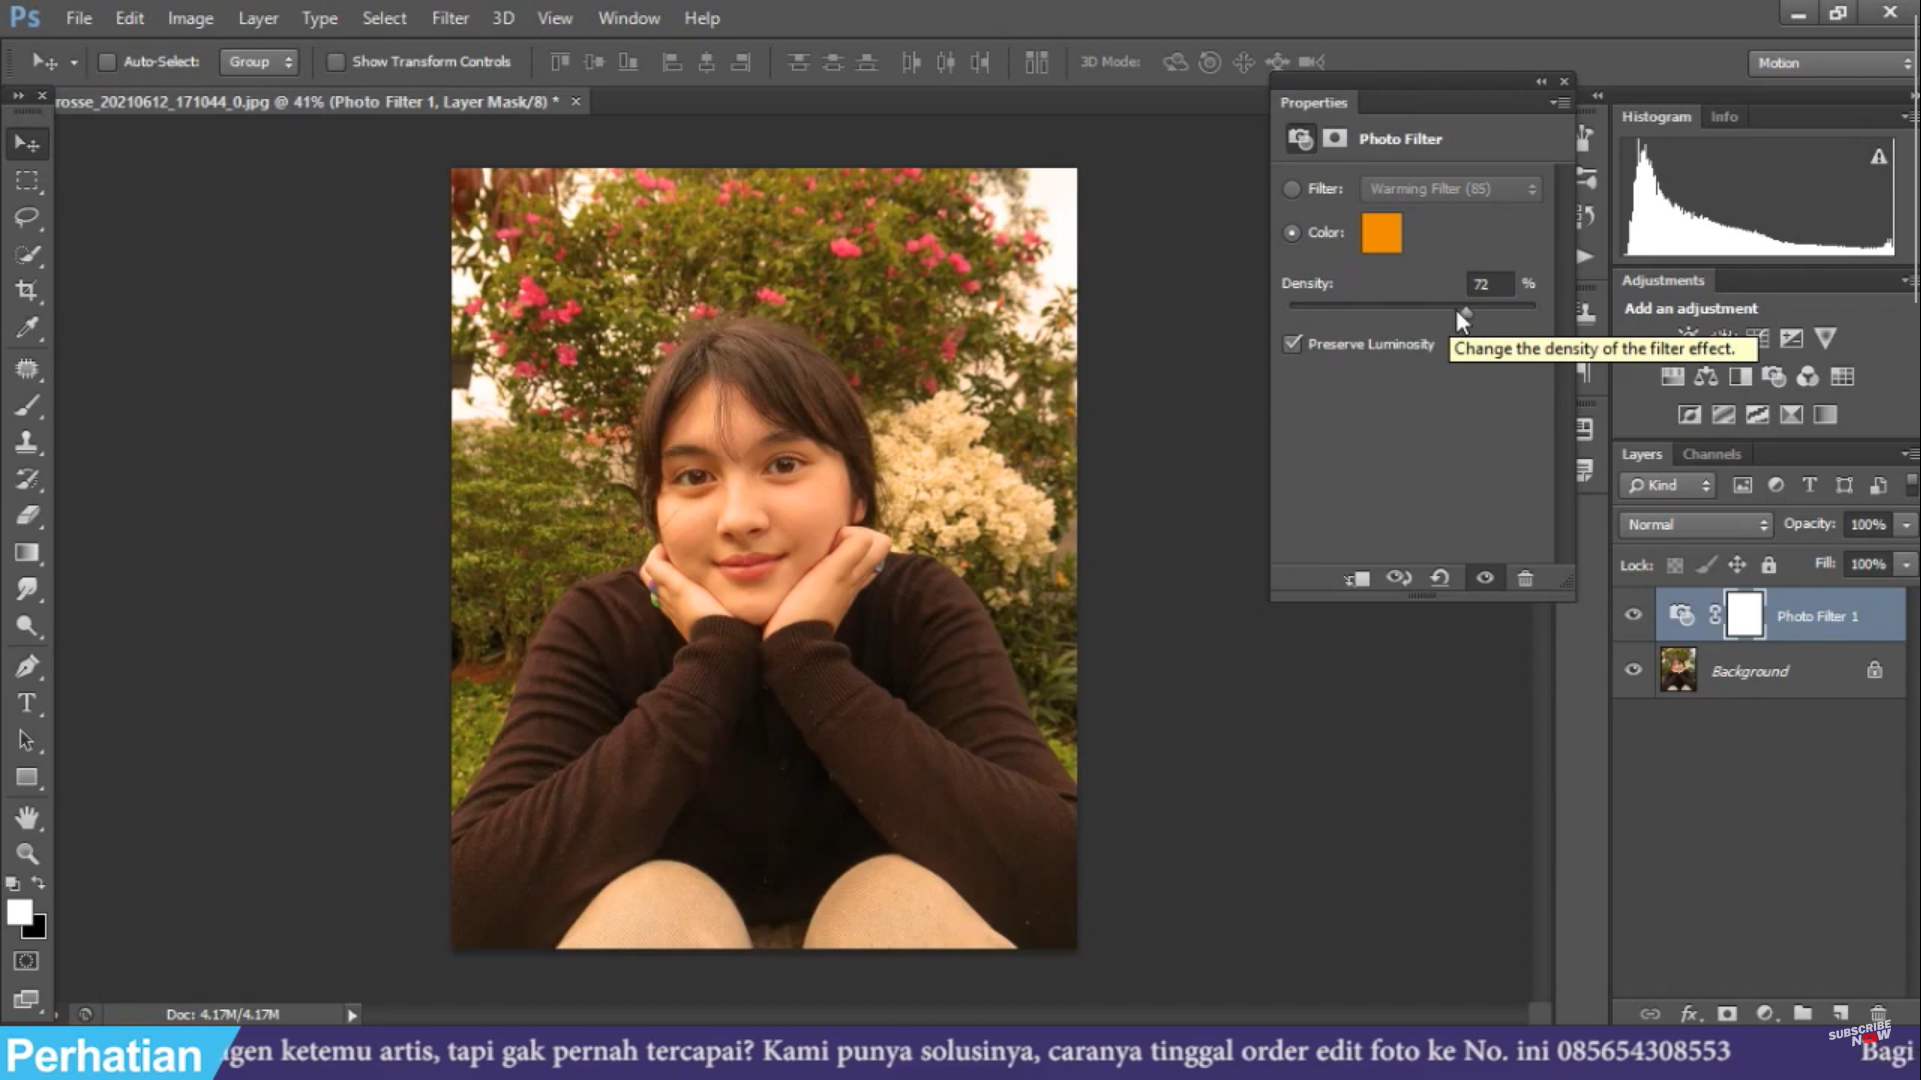 Ps File Edit Image Layer Type Select Filter 3D View Window Help
Auto-Select: Group Show Transform Controls 3D Mode: Motion
rosse_20210612_171044_0.jpg @ 41% (Photo Filter 1, Layer Mask/8) *
Properties
Photo Filter
Filter: Warming Filter (85)
Color:
Density: 72 %
Preserve Luminosity
Change the density of the filter effect.
Histogram Info
Adjustments
Add an adjustment
Layers Channels
Kind
Normal Opacity: 100%
Lock: Fill: 100%
Photo Filter 1
Background
Doc: 4.17M/4.17M
SUBSCRIBE
NOW
Perhatian ketemu artis, tapi gak pernah tercapai? Kami punya solusinya, caranya tinggal order edit foto ke No. ini 085654308553 Bagi